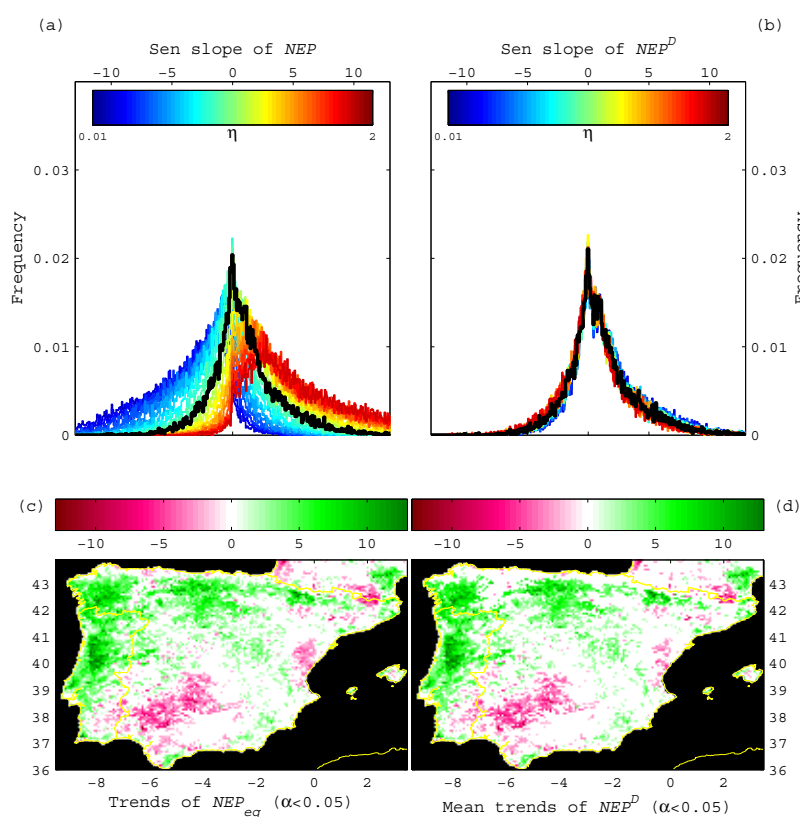 (a)
(b)
Sen slope of NEP
Sen slope of NEP^D
−10 −5 0 5 10
−10 −5 0 5 10
0.01 η 2
0.01 η 2
0.03
0.02
0.01
0
Frequency
0.03
0.02
0.01
0
Frequency
(c)
(d)
−10 −5 0 5 10
−10 −5 0 5 10
43
42
41
40
39
38
37
36
43
42
41
40
39
38
37
36
−8 −6 −4 −2 0 2
−8 −6 −4 −2 0 2
Trends of NEP_eq (α<0.05)
Mean trends of NEP^D (α<0.05)